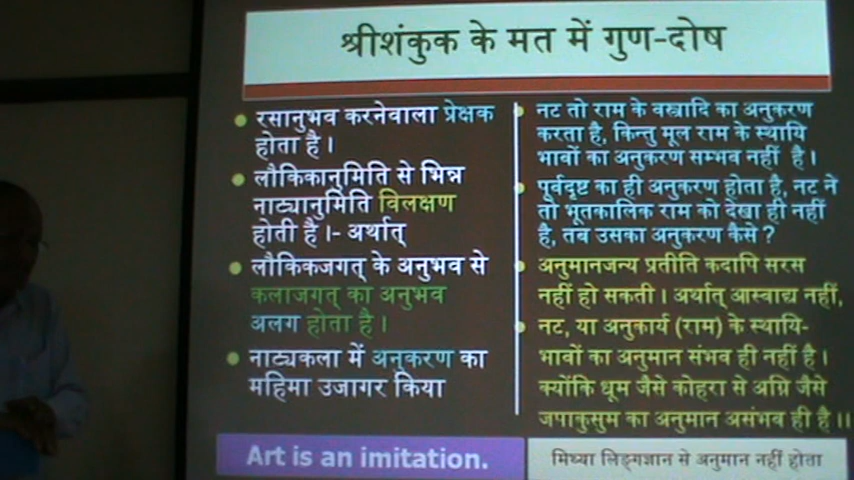 श्रीशंकुक के मत में गुण-दोष
रसानुभव करनेवाला प्रेक्षक
होता है ।
लौकिकानुमिति से भिन्न
नाट्यानुमिति विलक्षण
होती है ।- अर्थात्
लौकिकजगत् के अनुभव से
कलाजगत् का अनुभव
अलग होता है ।
नाट्यकला में अनुकरण का
महिमा उजागर किया
Art is an imitation.
नट तो राम के वस्त्रादि का अनुकरण
करता है, किन्तु मूल राम के स्थायि
भावों का अनुकरण सम्भव नहीं है ।
पूर्वदृष्ट का ही अनुकरण होता है, नट ने
तो भूतकालिक राम को देखा ही नहीं
है, तब उसका अनुकरण कैसे ?
अनुमानजन्य प्रतीति कदापि सरस
नहीं हो सकती । अर्थात् आस्वाद्य नहीं,
नट, या अनुकार्य (राम) के स्थायि-
भावों का अनुमान संभव ही नहीं है ।
क्योंकि धूम जैसे कोहरा से अग्नि जैसे
जपाकुसुम का अनुमान असंभव ही है ।।
मिथ्या लिङ्गज्ञान से अनुमान नहीं होता